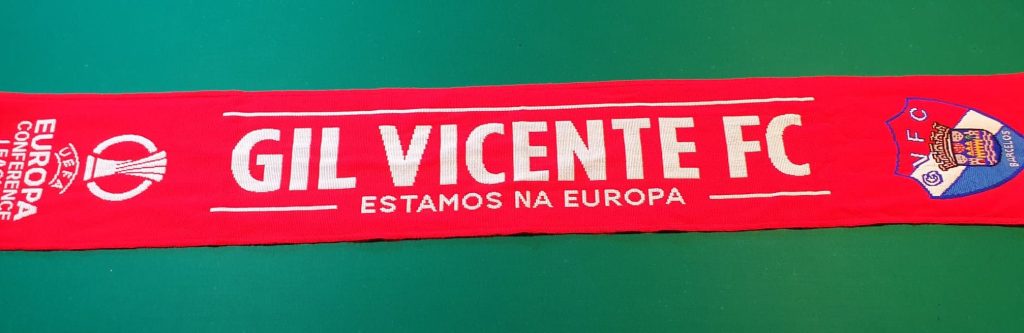 GIL VICENTE FC
ESTAMOS NA EUROPA
UEFA
EUROPA
CONFERENCE
LEAGUE
G V F C
BARCELOS